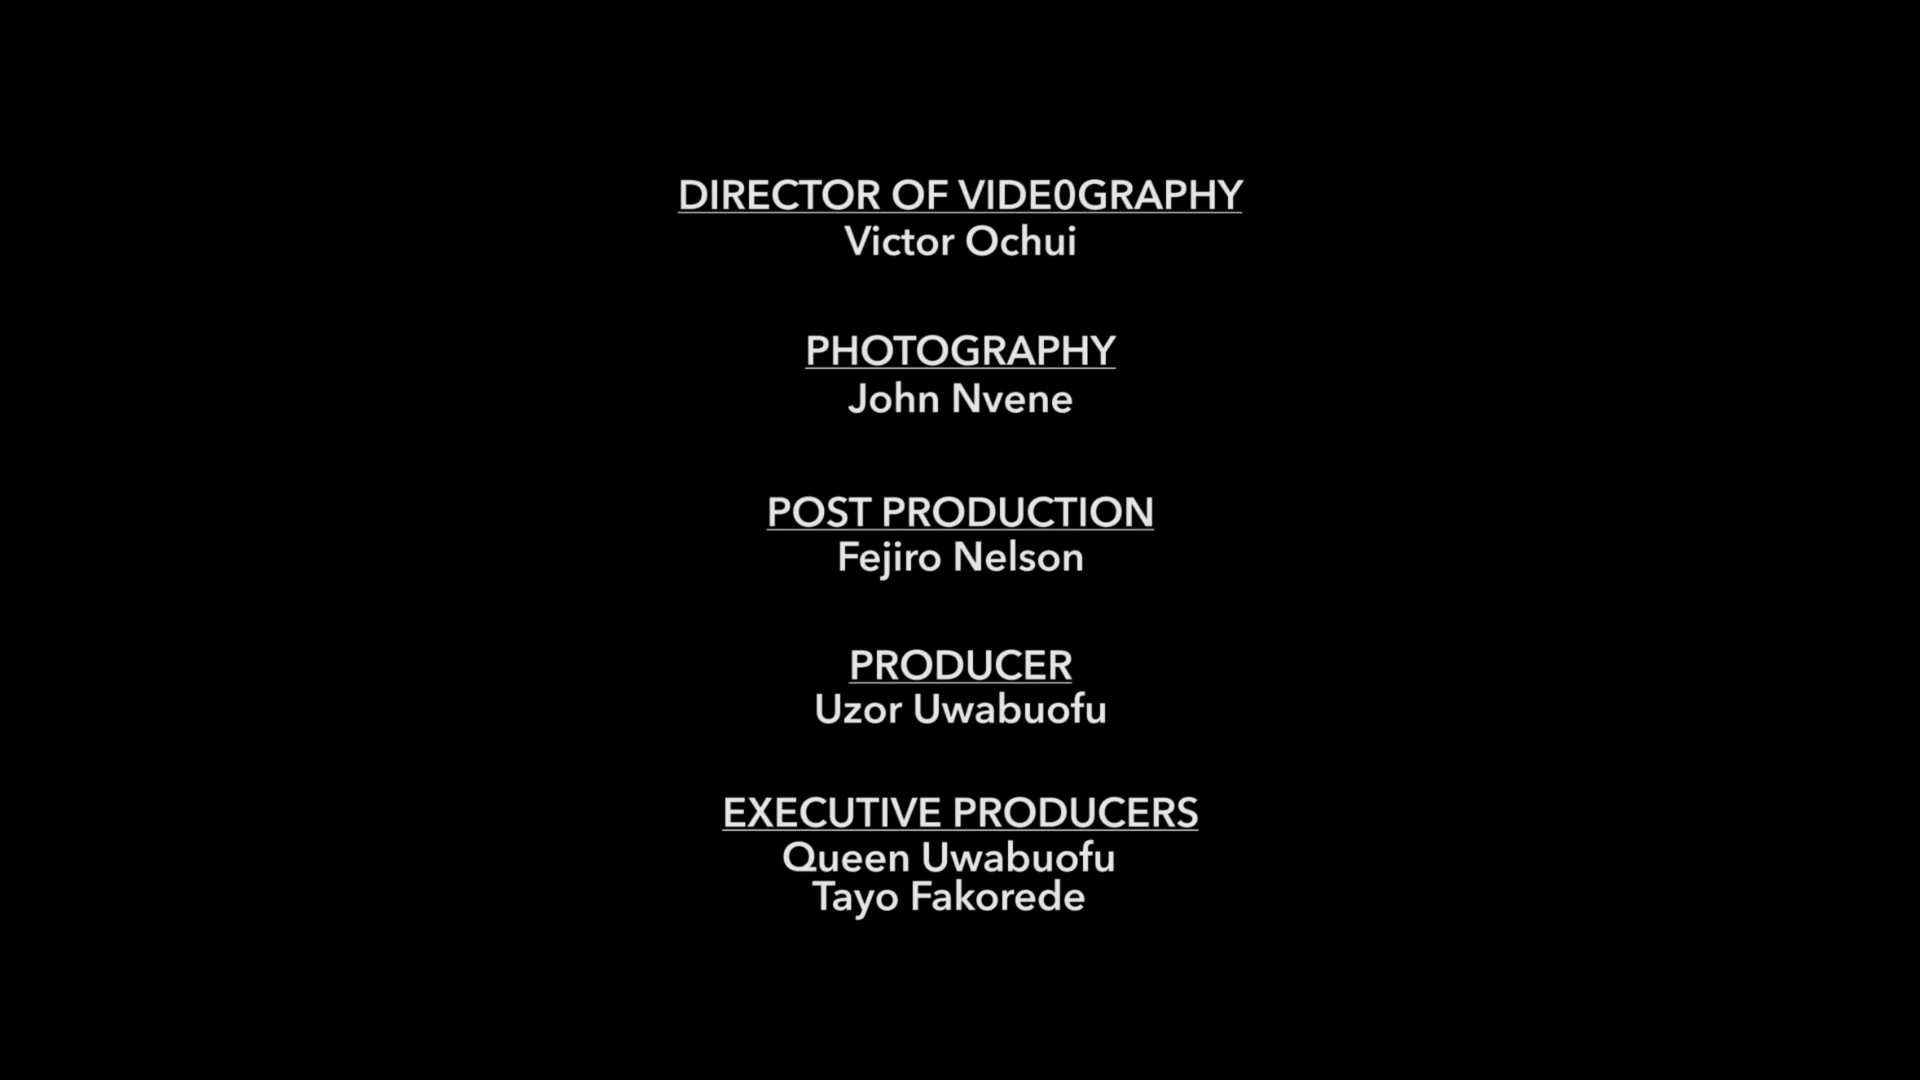 DIRECTOR OF VIDE0GRAPHY
Victor Ochui
PHOTOGRAPHY
John Nvene
POST PRODUCTION
Fejiro Nelson
PRODUCER
Uzor Uwabuofu
EXECUTIVE PRODUCERS
Queen Uwabuofu
Tayo Fakorede